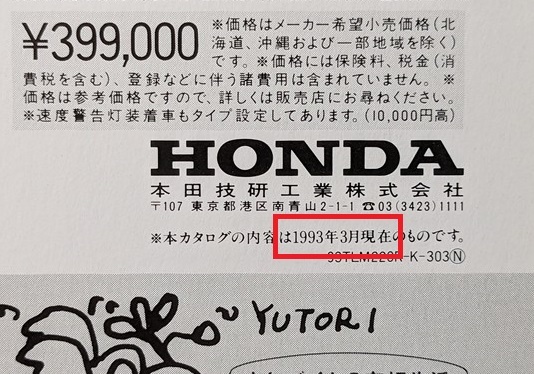 ¥399,000
※価格はメーカー希望小売価格(北
海道、沖縄および一部地域を除く)
です。※価格には保険料、税金(消
費税を含む)、登録などに伴う諸費用は含まれていません。※
価格は参考価格ですので、詳しくは販売店にお尋ねください。
※速度警告灯装着車もタイプ設定してあります。(10,000円高)
HONDA
本田技研工業株式会社
〒107 東京都港区南青山2-1-1 ☎03(3423)1111
※本カタログの内容は1993年3月現在のものです。
-K-303Ⓝ
YUTORI